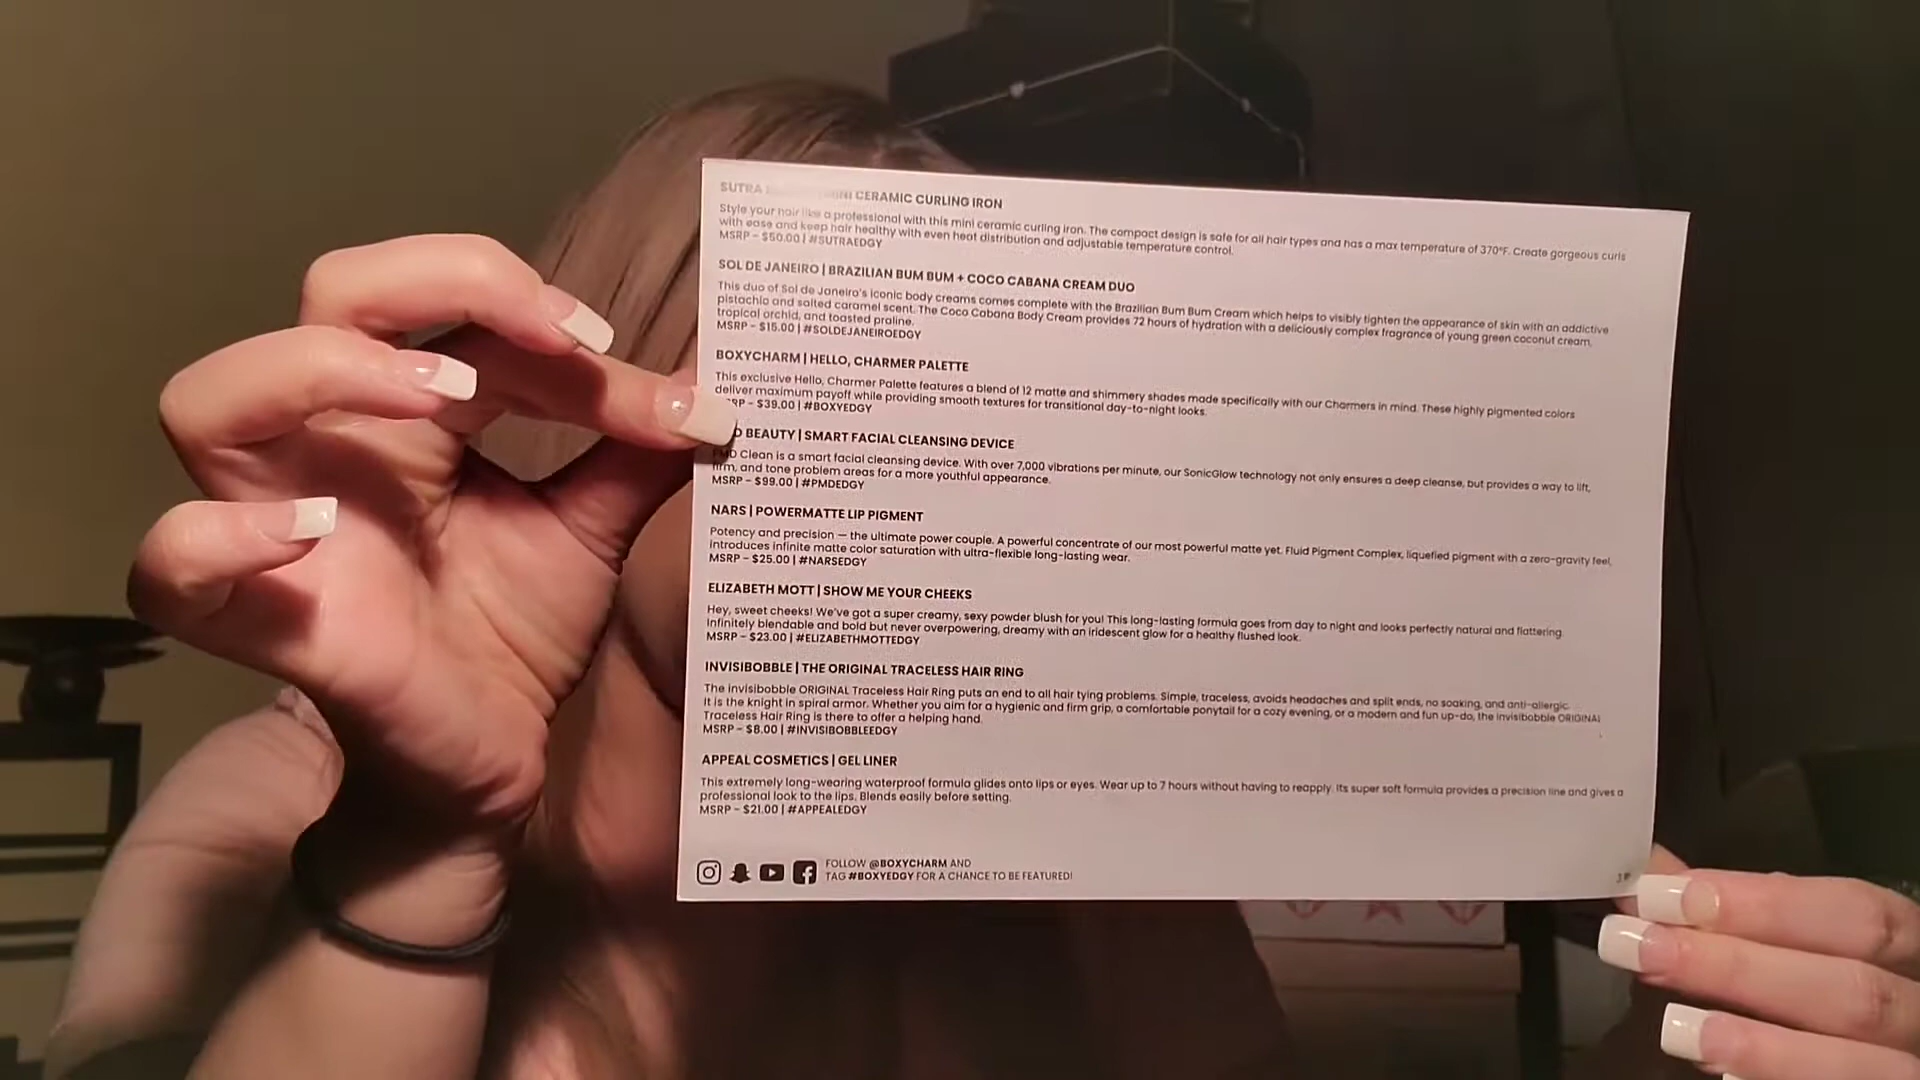 SUTRA MINI CERAMIC CURLING IRON
Style your hair like a professional with this mini ceramic curling iron. The compact design is safe for all hair types and has a max temperature of 370°F. Create gorgeous curls
with ease and keep hair healthy with even heat distribution and adjustable temperature control.
MSRP - $50.00 | #SUTRAEDGY
SOL DE JANEIRO | BRAZILIAN BUM BUM + COCO CABANA CREAM DUO
This duo of Sol de Janeiro's iconic body creams comes complete with the Brazilian Bum Bum Cream which helps to visibly tighten the appearance of skin with an addictive
pistachio and salted caramel scent. The Coco Cabana Body Cream provides 72 hours of hydration with a deliciously complex fragrance of young green coconut cream,
tropical orchid, and toasted praline.
MSRP - $15.00 | #SOLDEJANEIROEDGY
BOXYCHARM | HELLO, CHARMER PALETTE
This exclusive Hello, Charmer Palette features a blend of 12 matte and shimmery shades made specifically with our Charmers in mind. These highly pigmented colors
deliver maximum payoff while providing smooth textures for transitional day-to-night looks.
RP - $39.00 | #BOXYEDGY
D BEAUTY | SMART FACIAL CLEANSING DEVICE
PMD Clean is a smart facial cleansing device. With over 7,000 vibrations per minute, our SonicGlow technology not only ensures a deep cleanse, but provides a way to lift,
firm, and tone problem areas for a more youthful appearance.
MSRP - $99.00 | #PMDEDGY
NARS | POWERMATTE LIP PIGMENT
Potency and precision — the ultimate power couple. A powerful concentrate of our most powerful matte yet. Fluid Pigment Complex, liquefied pigment with a zero-gravity feel,
introduces infinite matte color saturation with ultra-flexible long-lasting wear.
MSRP - $25.00 | #NARSEDGY
ELIZABETH MOTT | SHOW ME YOUR CHEEKS
Hey, sweet cheeks! We've got a super creamy, sexy powder blush for you! This long-lasting formula goes from day to night and looks perfectly natural and flattering.
Infinitely blendable and bold but never overpowering, dreamy with an iridescent glow for a healthy flushed look.
MSRP - $23.00 | #ELIZABETHMOTTEDGY
INVISIBOBBLE | THE ORIGINAL TRACELESS HAIR RING
The invisibobble ORIGINAL Traceless Hair Ring puts an end to all hair tying problems. Simple, traceless, avoids headaches and split ends, no soaking, and anti-allergic.
It is the knight in spiral armor. Whether you aim for a hygienic and firm grip, a comfortable ponytail for a cozy evening, or a modern and fun up-do, the invisibobble ORIGINAL
Traceless Hair Ring is there to offer a helping hand.
MSRP - $8.00 | #INVISIBOBBLEEDGY
APPEAL COSMETICS | GEL LINER
This extremely long-wearing waterproof formula glides onto lips or eyes. Wear up to 7 hours without having to reapply. Its super soft formula provides a precision line and gives a
professional look to the lips. Blends easily before setting.
MSRP - $21.00 | #APPEALEDGY
FOLLOW @BOXYCHARM AND
TAG #BOXYEDGY FOR A CHANCE TO BE FEATURED!